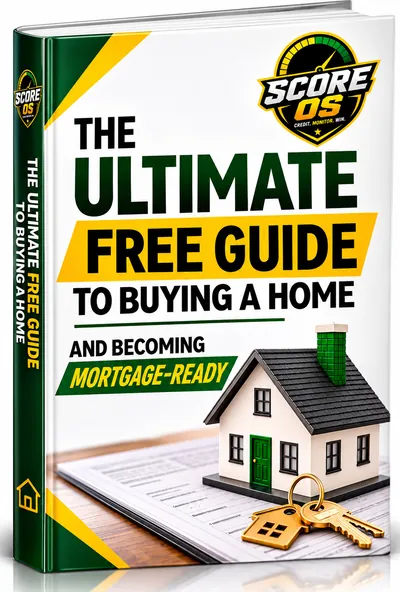 SCORE
OS
CREDIT. MONITOR. WIN.
THE
ULTIMATE
FREE GUIDE
TO BUYING A HOME
AND BECOMING
MORTGAGE-READY
SCORE
OS
THE ULTIMATE FREE GUIDE
TO BUYING A HOME